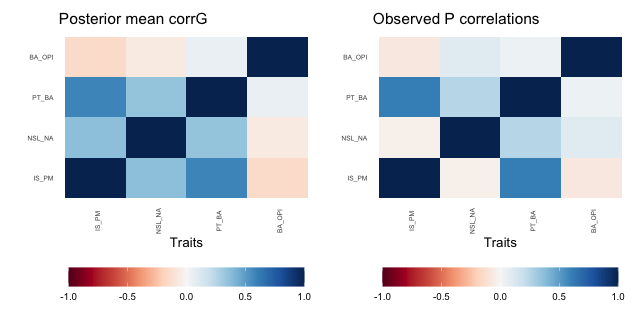 Posterior mean corrG
BA_OPI
PT_BA
NSL_NA
IS_PM
IS_PM
NSL_NA
PT_BA
BA_OPI
Traits
-1.0 -0.5 0.0 0.5 1.0
Observed P correlations
BA_OPI
PT_BA
NSL_NA
IS_PM
IS_PM
NSL_NA
PT_BA
BA_OPI
Traits
-1.0 -0.5 0.0 0.5 1.0